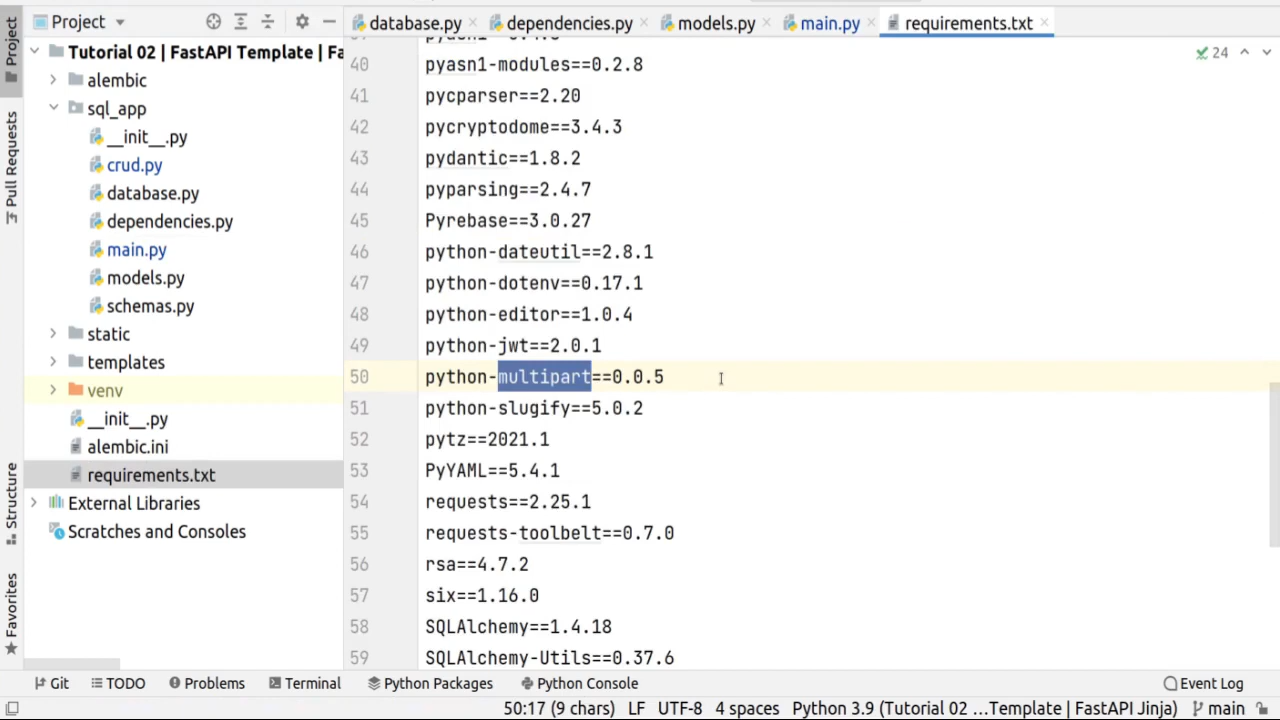 Project
database.py
dependencies.py
models.py
main.py
requirements.txt
Project
Pull Requests
Structure
Favorites
Tutorial 02 | FastAPI Template | Fa
alembic
sql_app
__init__.py
crud.py
database.py
dependencies.py
main.py
models.py
schemas.py
static
templates
venv
__init__.py
alembic.ini
requirements.txt
External Libraries
Scratches and Consoles
24
40 pyasn1-modules==0.2.8
41 pycparser==2.20
42 pycryptodome==3.4.3
43 pydantic==1.8.2
44 pyparsing==2.4.7
45 Pyrebase==3.0.27
46 python-dateutil==2.8.1
47 python-dotenv==0.17.1
48 python-editor==1.0.4
49 python-jwt==2.0.1
50 python-multipart==0.0.5
51 python-slugify==5.0.2
52 pytz==2021.1
53 PyYAML==5.4.1
54 requests==2.25.1
55 requests-toolbelt==0.7.0
56 rsa==4.7.2
57 six==1.16.0
58 SQLAlchemy==1.4.18
59 SQLAlchemy-Utils==0.37.6
Git TODO Problems Terminal Python Packages Python Console Event Log
50:17 (9 chars) LF UTF-8 4 spaces Python 3.9 (Tutorial 02 ...Template | FastAPI Jinja) main